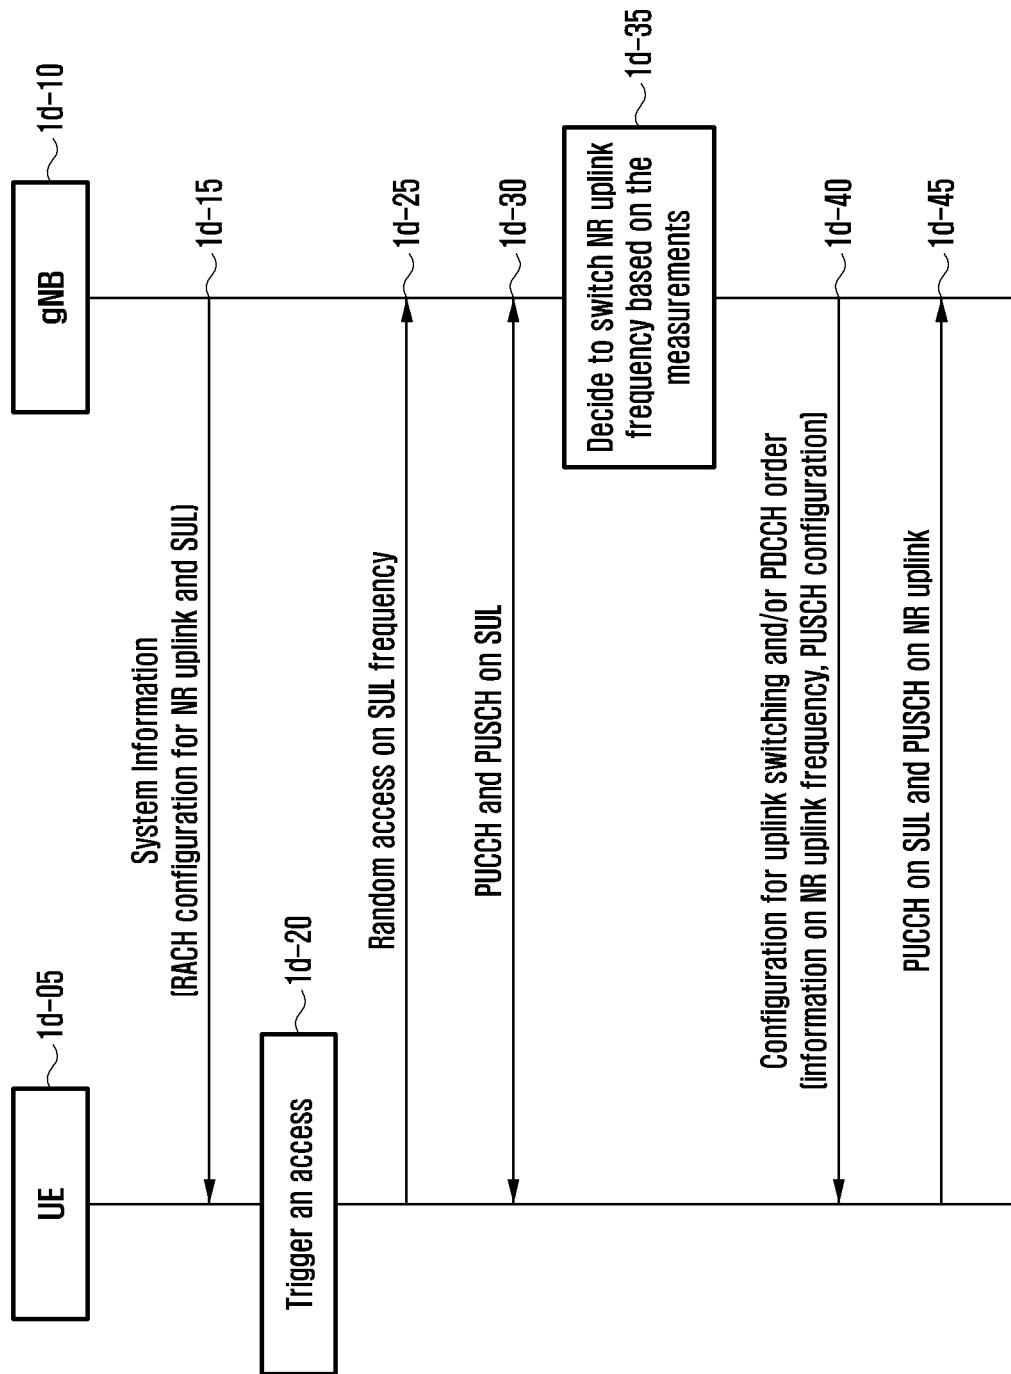 UE
1d-05
gNB
1d-10
System Information
(RACH configuration for NR uplink and SUL)
1d-15
Trigger an access
1d-20
Random access on SUL frequency
1d-25
PUCCH and PUSCH on SUL
1d-30
Decide to switch NR uplink
frequency based on the
measurements
1d-35
Configuration for uplink switching and/or PDCCH order
(information on NR uplink frequency, PUSCH configuration)
1d-40
PUCCH on SUL and PUSCH on NR uplink
1d-45